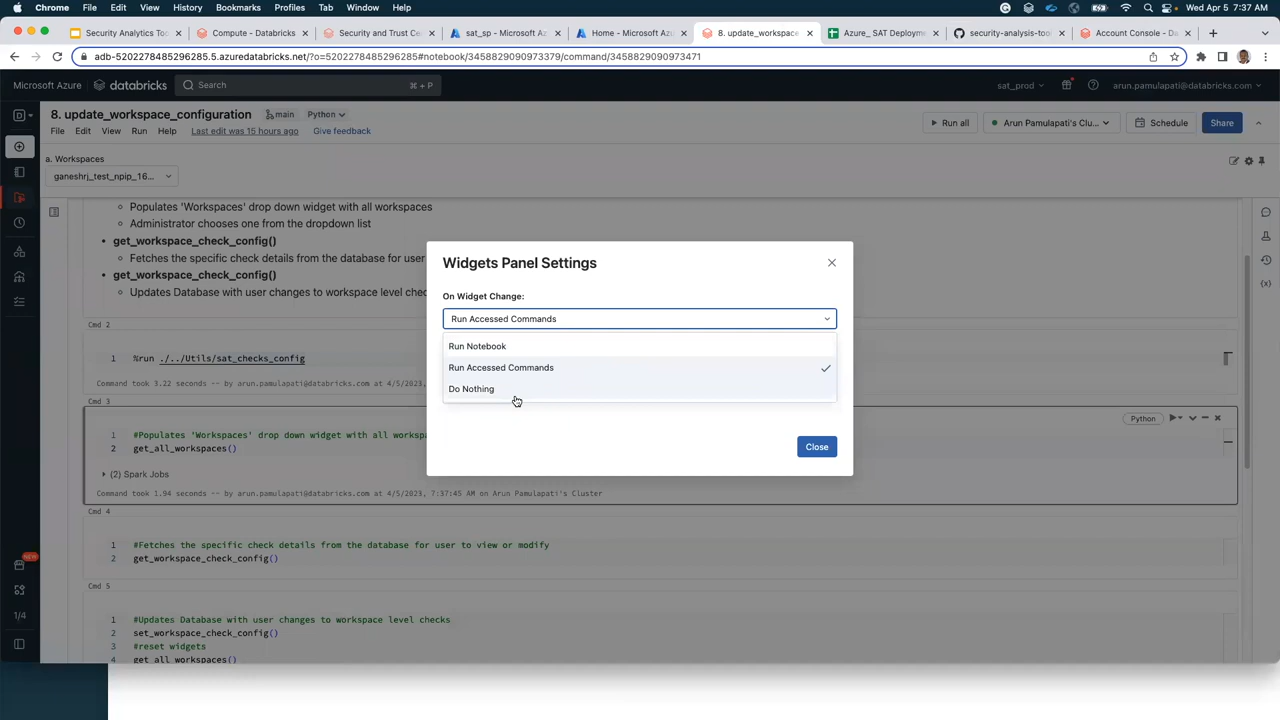 Chrome File Edit View History Bookmarks Profiles Tab Window Help Wed Apr 5 7:37 AM
Security Analytics Too Compute - Databricks Security and Trust Cen sat_sp - Microsoft Az Home - Microsoft Azu 8. update_workspace_ Azure_ SAT Deployme security-analysis-too Account Console - Da
adb-5202278485296285.5.azuredatabricks.net/?o=5202278485296285#notebook/3458829090973379/command/3458829090973471
Microsoft Azure databricks Search ⌘ + P sat_prod arun.pamulapati@databricks.com
8. update_workspace_configuration main Python
File Edit View Run Help Last edit was 15 hours ago Give feedback
Run all Arun Pamulapati's Clu... Schedule Share
a. Workspaces
ganeshrj_test_npip_16...
Populates 'Workspaces' drop down widget with all workspaces
Administrator chooses one from the dropdown list
get_workspace_check_config()
Fetches the specific check details from the database for user
get_workspace_check_config()
Updates Database with user changes to workspace level chec
Widgets Panel Settings
On Widget Change:
Run Accessed Commands
Run Notebook
Run Accessed Commands
Do Nothing
Close
Cmd 2
1 %run ./../Utils/sat_checks_config
Command took 3.22 seconds -- by arun.pamulapati@databricks.com at 4/5/2023, 7
Cmd 3
Python
1 #Populates 'Workspaces' drop down widget with all workspa
2 get_all_workspaces()
(2) Spark Jobs
Command took 1.94 seconds -- by arun.pamulapati@databricks.com at 4/5/2023, 7:37:45 AM on Arun Pamulapati's Cluster
Cmd 4
1 #Fetches the specific check details from the database for user to view or modify
2 get_workspace_check_config()
Cmd 5
1 #Updates Database with user changes to workspace level checks
2 set_workspace_check_config()
3 #reset widgets
4 get_all_workspaces()
NEW
1/4